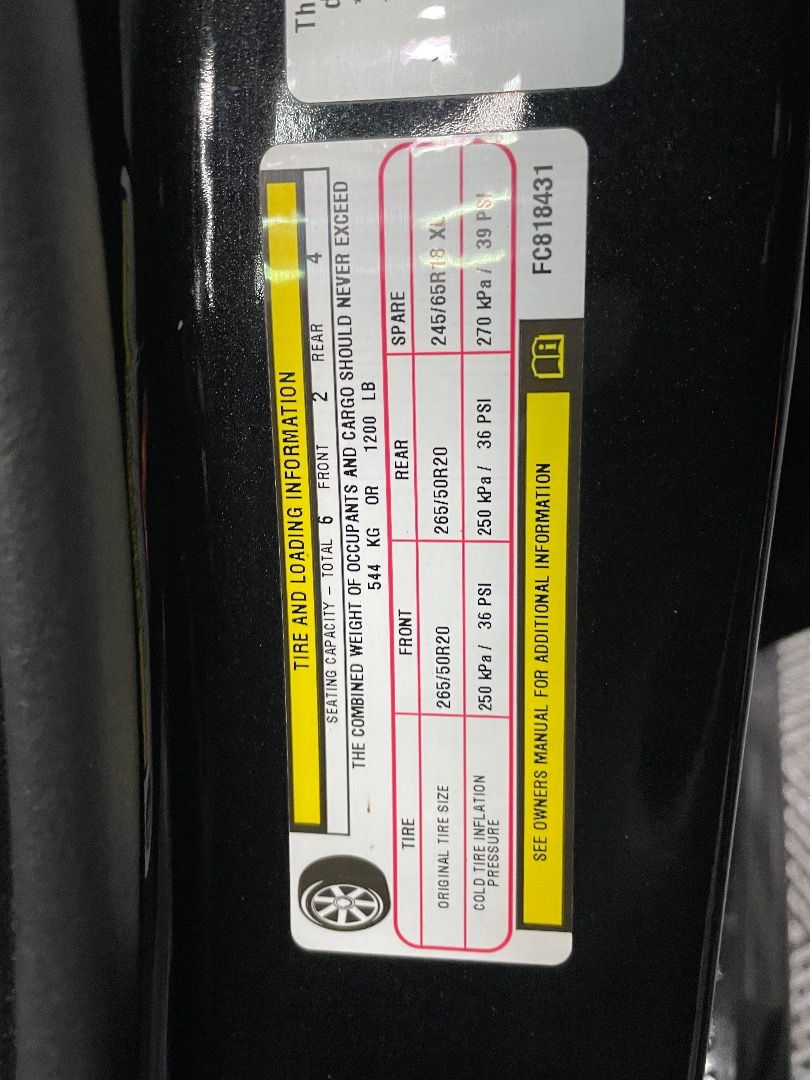 Th
TIRE AND LOADING INFORMATION
SEATING CAPACITY – TOTAL 6 FRONT 2 REAR 4
THE COMBINED WEIGHT OF OCCUPANTS AND CARGO SHOULD NEVER EXCEED
544 KG OR 1200 LB
TIRE FRONT REAR SPARE
ORIGINAL TIRE SIZE 265/50R20 265/50R20 245/65R18 XL
COLD TIRE INFLATION PRESSURE 250 kPa / 36 PSI 250 kPa / 36 PSI 270 kPa / 39 PSI
SEE OWNERS MANUAL FOR ADDITIONAL INFORMATION
FC818431